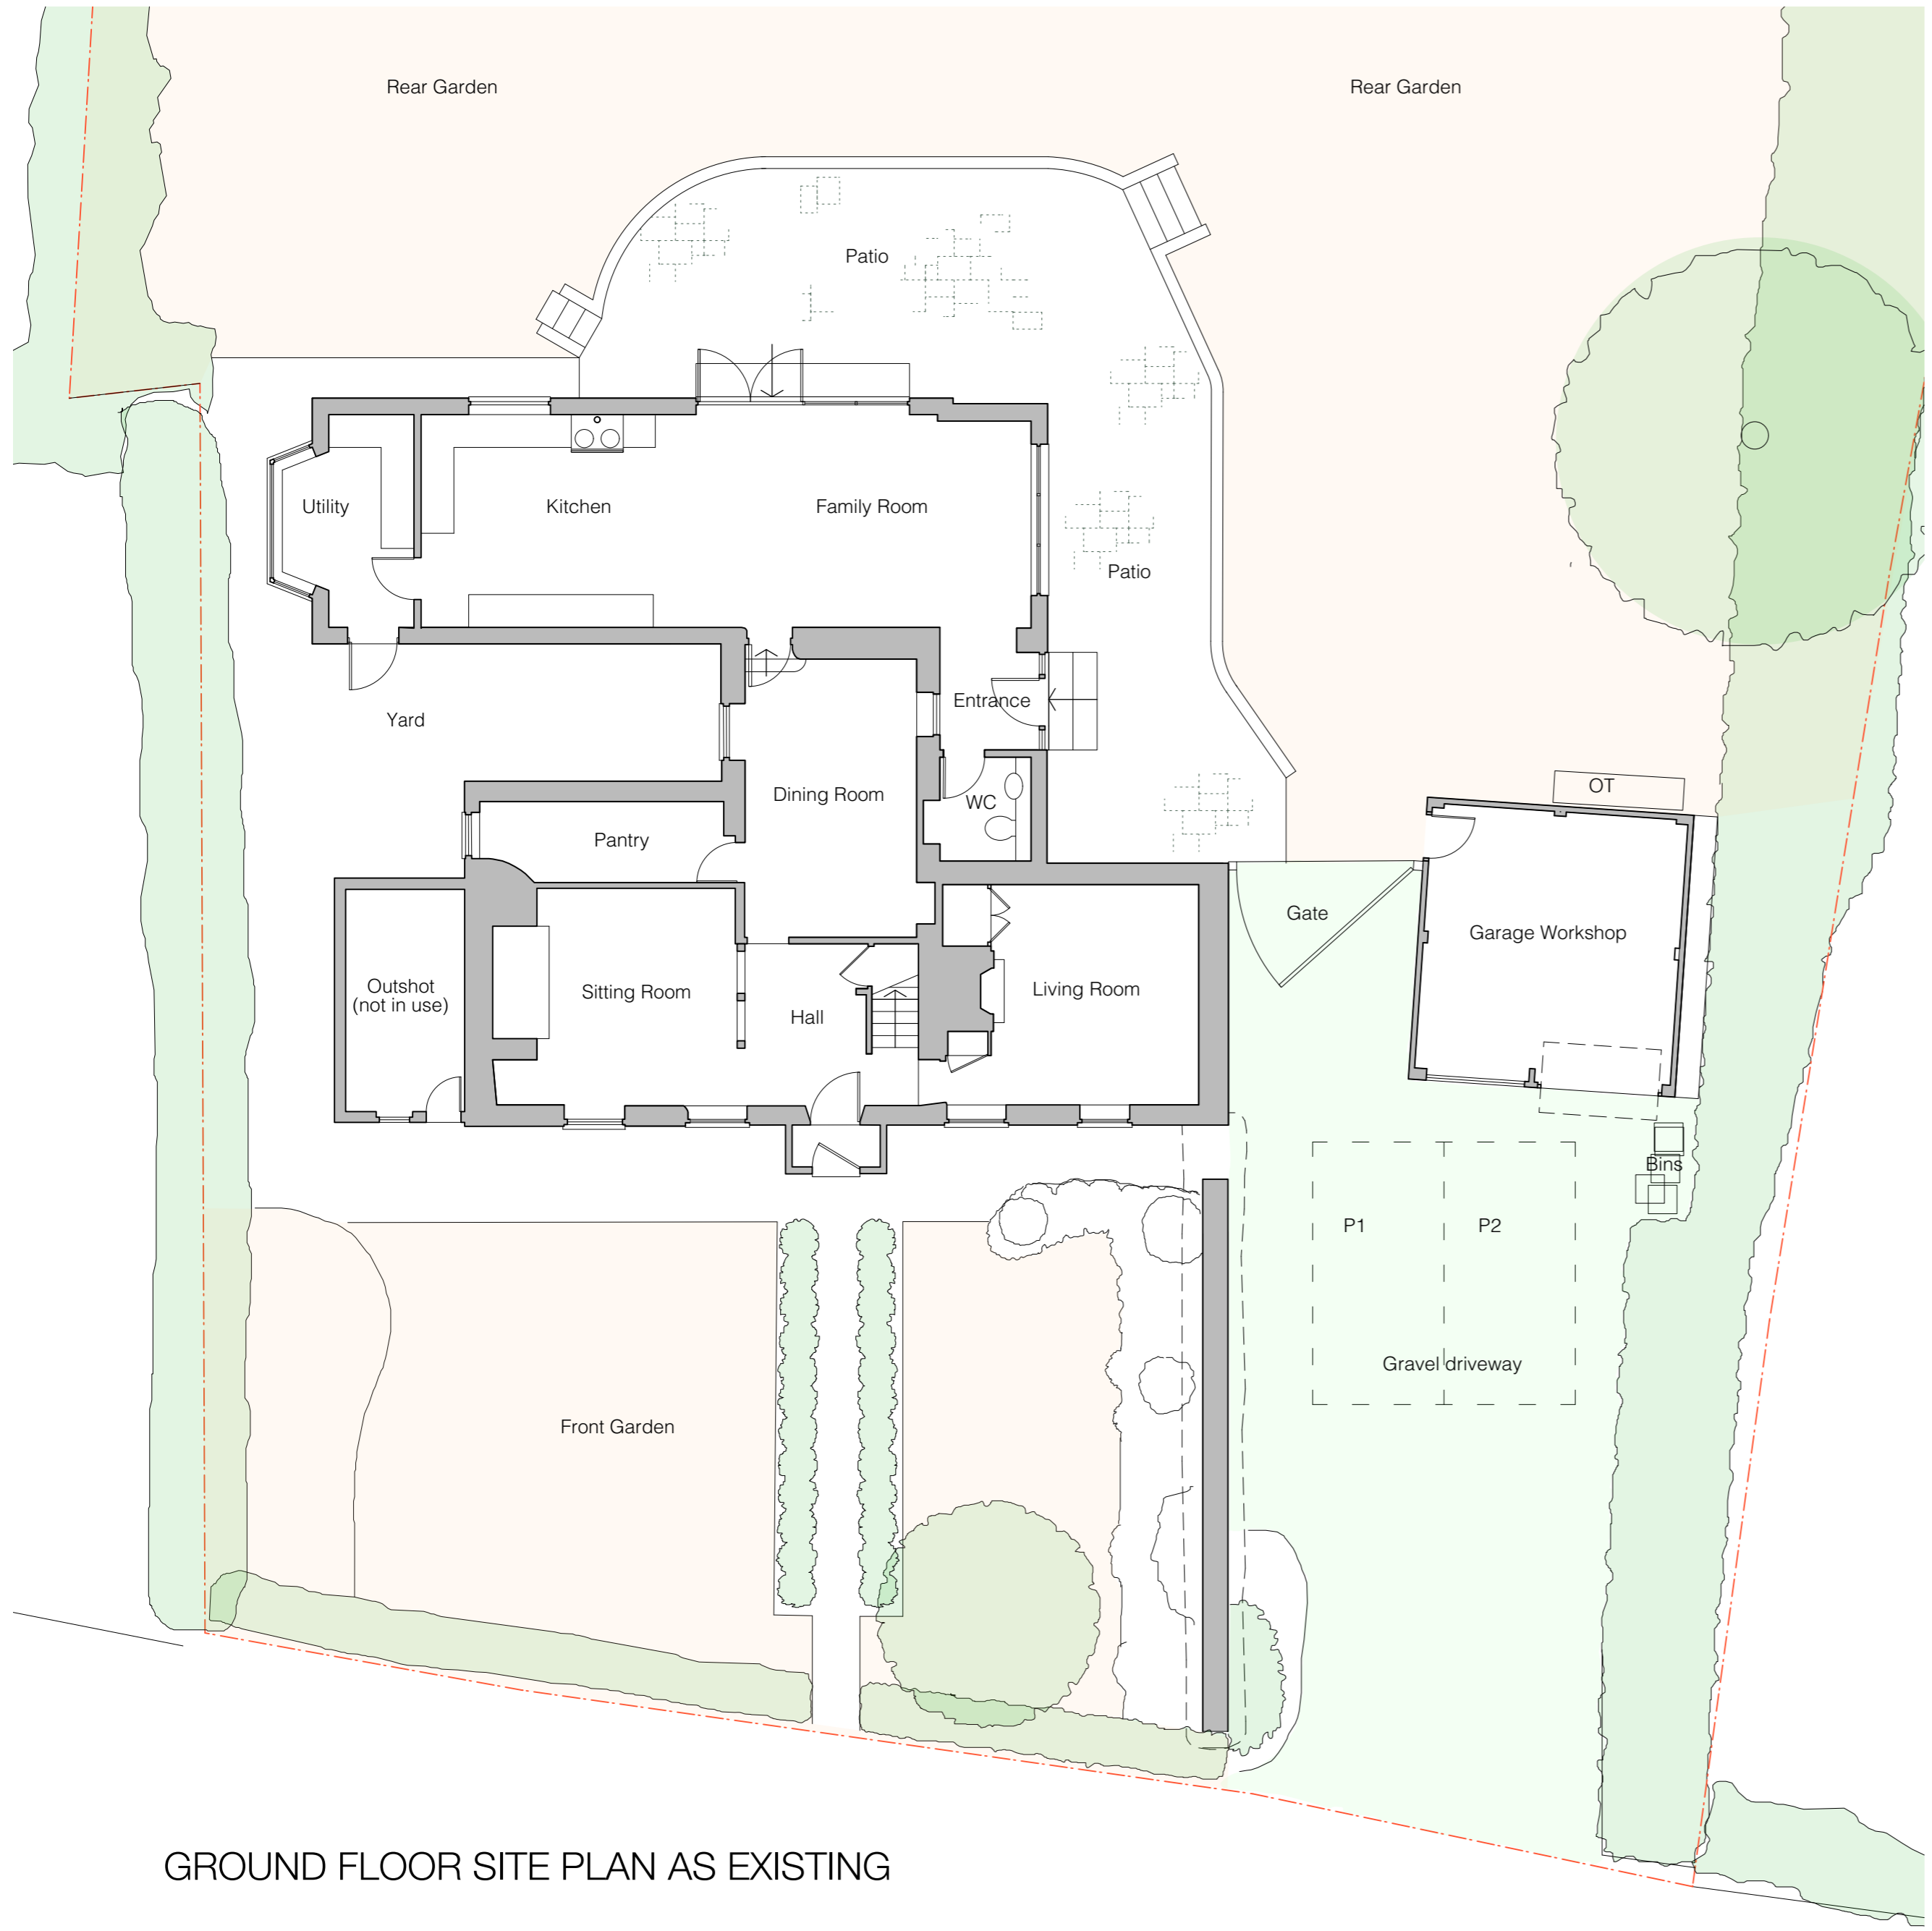 Rear Garden
Rear Garden
Patio
Utility
Kitchen
Family Room
Patio
Yard
Entrance
Dining Room
WC
OT
Pantry
Gate
Garage Workshop
Outshot
(not in use)
Sitting Room
Hall
Living Room
Bins
P1
P2
Gravel driveway
Front Garden
GROUND FLOOR SITE PLAN AS EXISTING